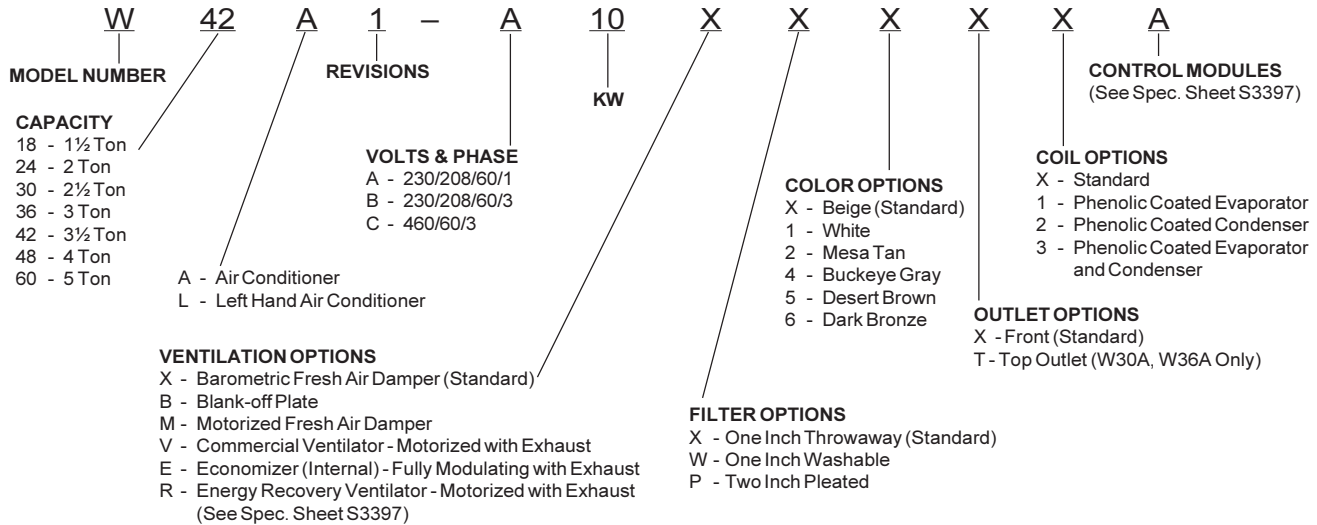 W 42 A 1 – A 10 X X X X X A
MODEL NUMBER
REVISIONS
KW
CONTROL MODULES
(See Spec. Sheet S3397)
CAPACITY
18 - 1½ Ton
24 - 2 Ton
30 - 2½ Ton
36 - 3 Ton
42 - 3½ Ton
48 - 4 Ton
60 - 5 Ton
A - Air Conditioner
L - Left Hand Air Conditioner
VOLTS & PHASE
A - 230/208/60/1
B - 230/208/60/3
C - 460/60/3
COLOR OPTIONS
X - Beige (Standard)
1 - White
2 - Mesa Tan
4 - Buckeye Gray
5 - Desert Brown
6 - Dark Bronze
COIL OPTIONS
X - Standard
1 - Phenolic Coated Evaporator
2 - Phenolic Coated Condenser
3 - Phenolic Coated Evaporator
and Condenser
OUTLET OPTIONS
X - Front (Standard)
T - Top Outlet (W30A, W36A Only)
VENTILATION OPTIONS
X - Barometric Fresh Air Damper (Standard)
B - Blank-off Plate
M - Motorized Fresh Air Damper
V - Commercial Ventilator - Motorized with Exhaust
E - Economizer (Internal) - Fully Modulating with Exhaust
R - Energy Recovery Ventilator - Motorized with Exhaust
(See Spec. Sheet S3397)
FILTER OPTIONS
X - One Inch Throwaway (Standard)
W - One Inch Washable
P - Two Inch Pleated